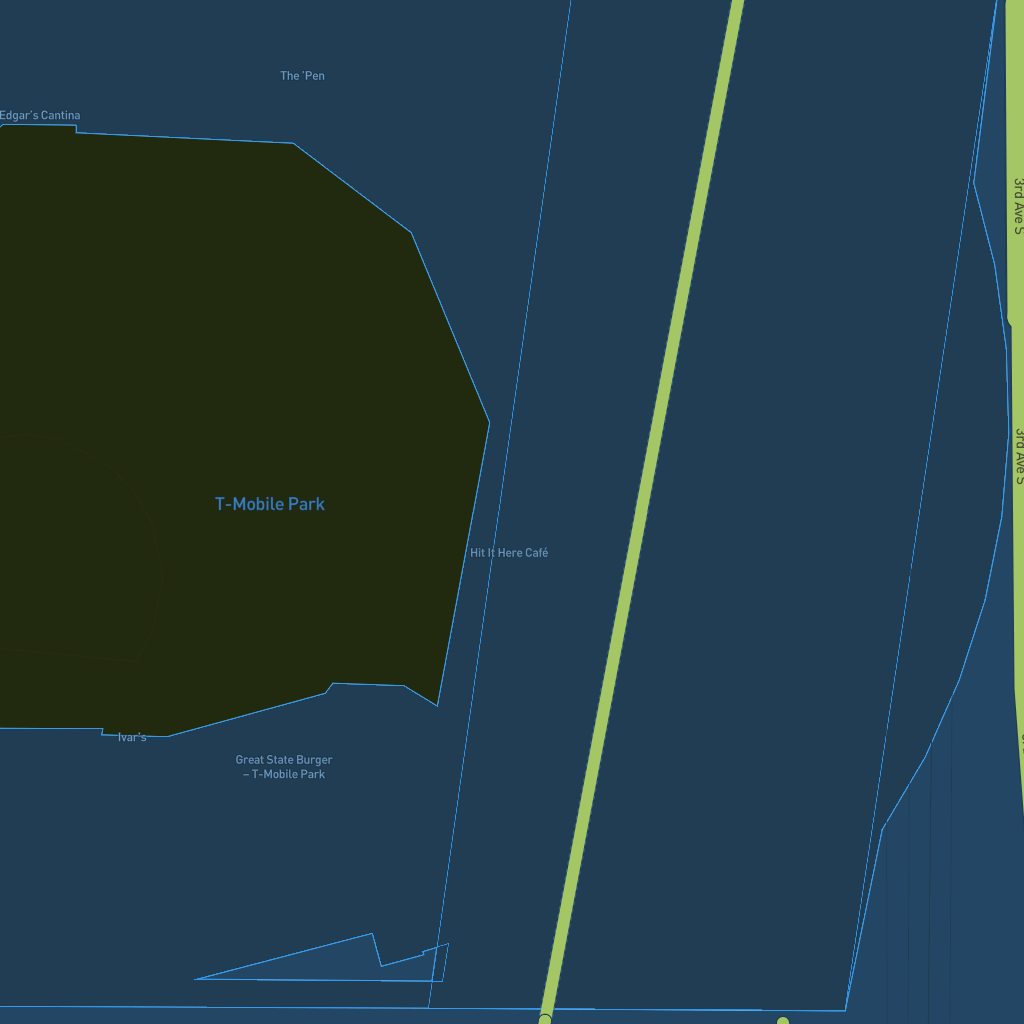 The 'Pen
Edgar's Cantina
3rd Ave S
3rd Ave S
T-Mobile Park
Hit It Here Café
Ivar's
Great State Burger
– T-Mobile Park